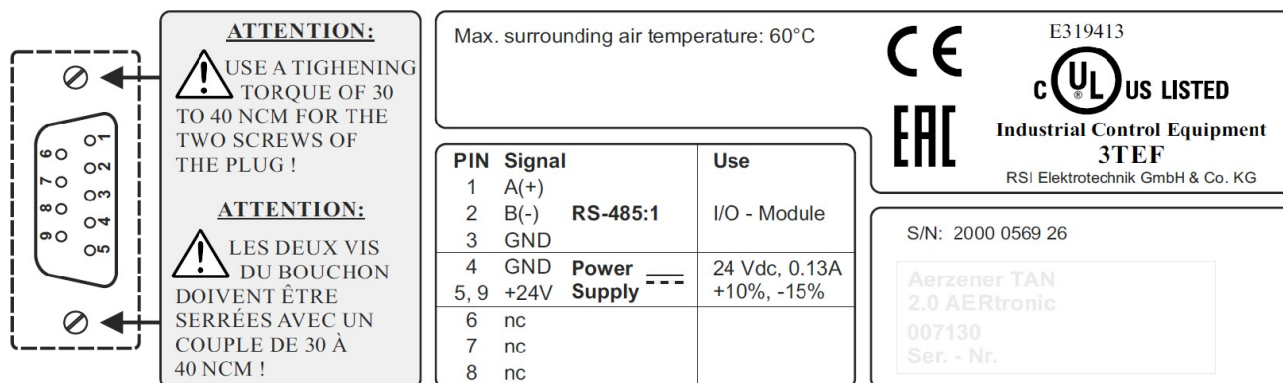 6
7
8
9
1
2
3
4
5
ATTENTION:
USE A TIGHENING
TORQUE OF 30
TO 40 NCM FOR THE
TWO SCREWS OF
THE PLUG !
ATTENTION:
LES DEUX VIS
DU BOUCHON
DOIVENT ÊTRE
SERRÉES AVEC UN
COUPLE DE 30 À
40 NCM !
Max. surrounding air temperature: 60°C
PIN Signal Use
1 A(+)
2 B(-) RS-485:1 I/O - Module
3 GND
4 GND Power 24 Vdc, 0.13A
5, 9 +24V Supply +10%, -15%
6 nc
7 nc
8 nc
CE
EAC
E319413
C UL ® US LISTED
Industrial Control Equipment
3TEF
RSI Elektrotechnik GmbH & Co. KG
S/N: 2000 0569 26
Aerzener TAN
2.0 AERtronic
007130
Ser. - Nr.